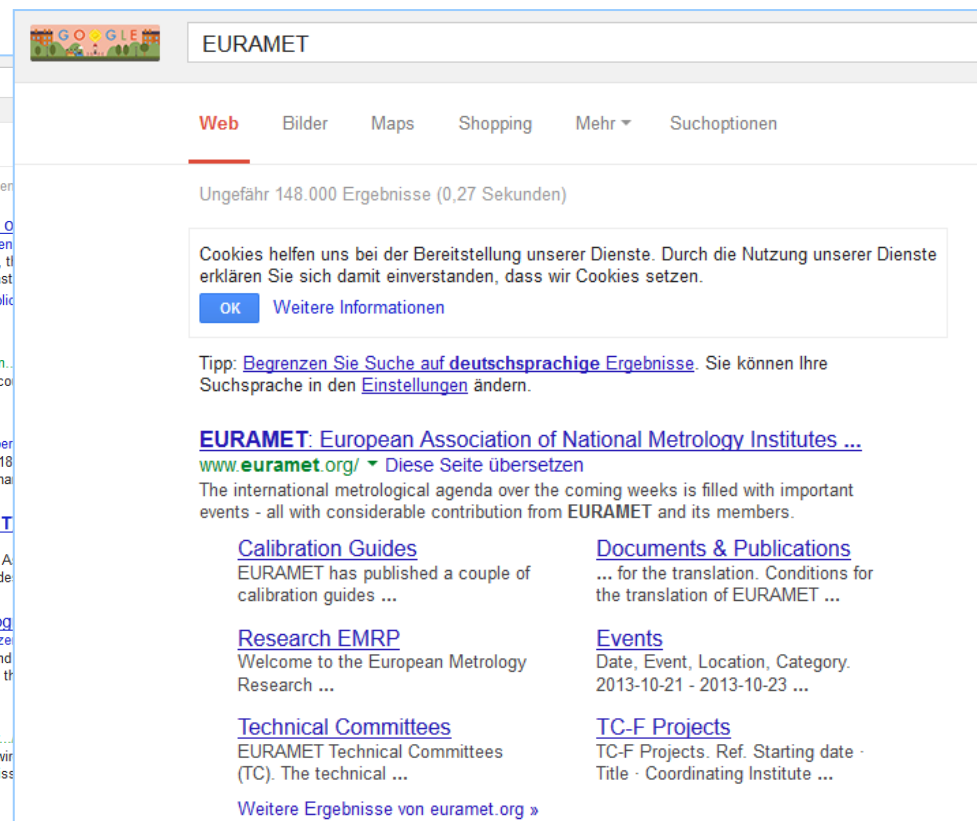 GOOGLE
EURAMET
Web Bilder Maps Shopping Mehr Suchoptionen
Ungefähr 148.000 Ergebnisse (0,27 Sekunden)
Cookies helfen uns bei der Bereitstellung unserer Dienste. Durch die Nutzung unserer Dienste
erklären Sie sich damit einverstanden, dass wir Cookies setzen.
OK Weitere Informationen
Tipp: Begrenzen Sie Suche auf deutschsprachige Ergebnisse. Sie können Ihre
Suchsprache in den Einstellungen ändern.
EURAMET: European Association of National Metrology Institutes ...
www.euramet.org/ Diese Seite übersetzen
The international metrological agenda over the coming weeks is filled with important
events - all with considerable contribution from EURAMET and its members.
Calibration Guides
EURAMET has published a couple of
calibration guides ...
Documents & Publications
... for the translation. Conditions for
the translation of EURAMET ...
Research EMRP
Welcome to the European Metrology
Research ...
Events
Date, Event, Location, Category.
2013-10-21 - 2013-10-23 ...
Technical Committees
EURAMET Technical Committees
(TC). The technical ...
TC-F Projects
TC-F Projects. Ref. Starting date ·
Title · Coordinating Institute ...
Weitere Ergebnisse von euramet.org »